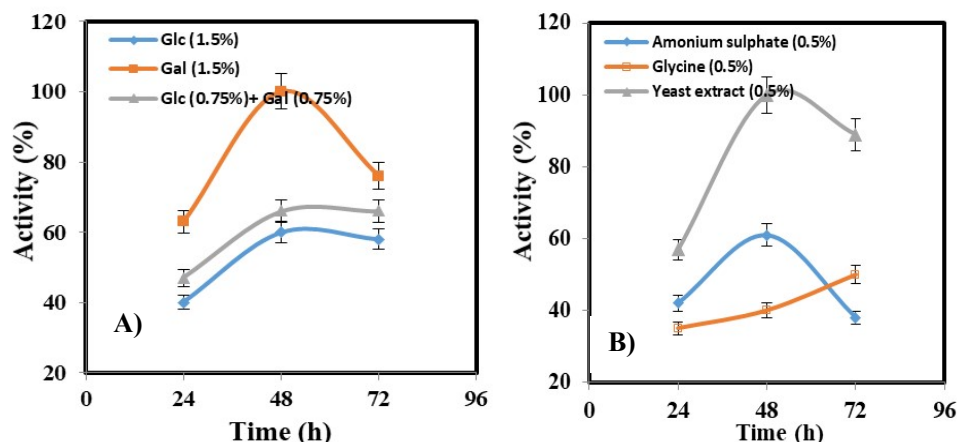 Activity (%)
120
100
80
60
40
20
Glc (1.5%)
Gal (1.5%)
Glc (0.75%)+ Gal (0.75%)
A)
0
24
48
72
96
Time (h)
Activity (%)
120
100
80
60
40
20
Amonium sulphate (0.5%)
Glycine (0.5%)
Yeast extract (0.5%)
B)
0
24
48
72
96
Time (h)